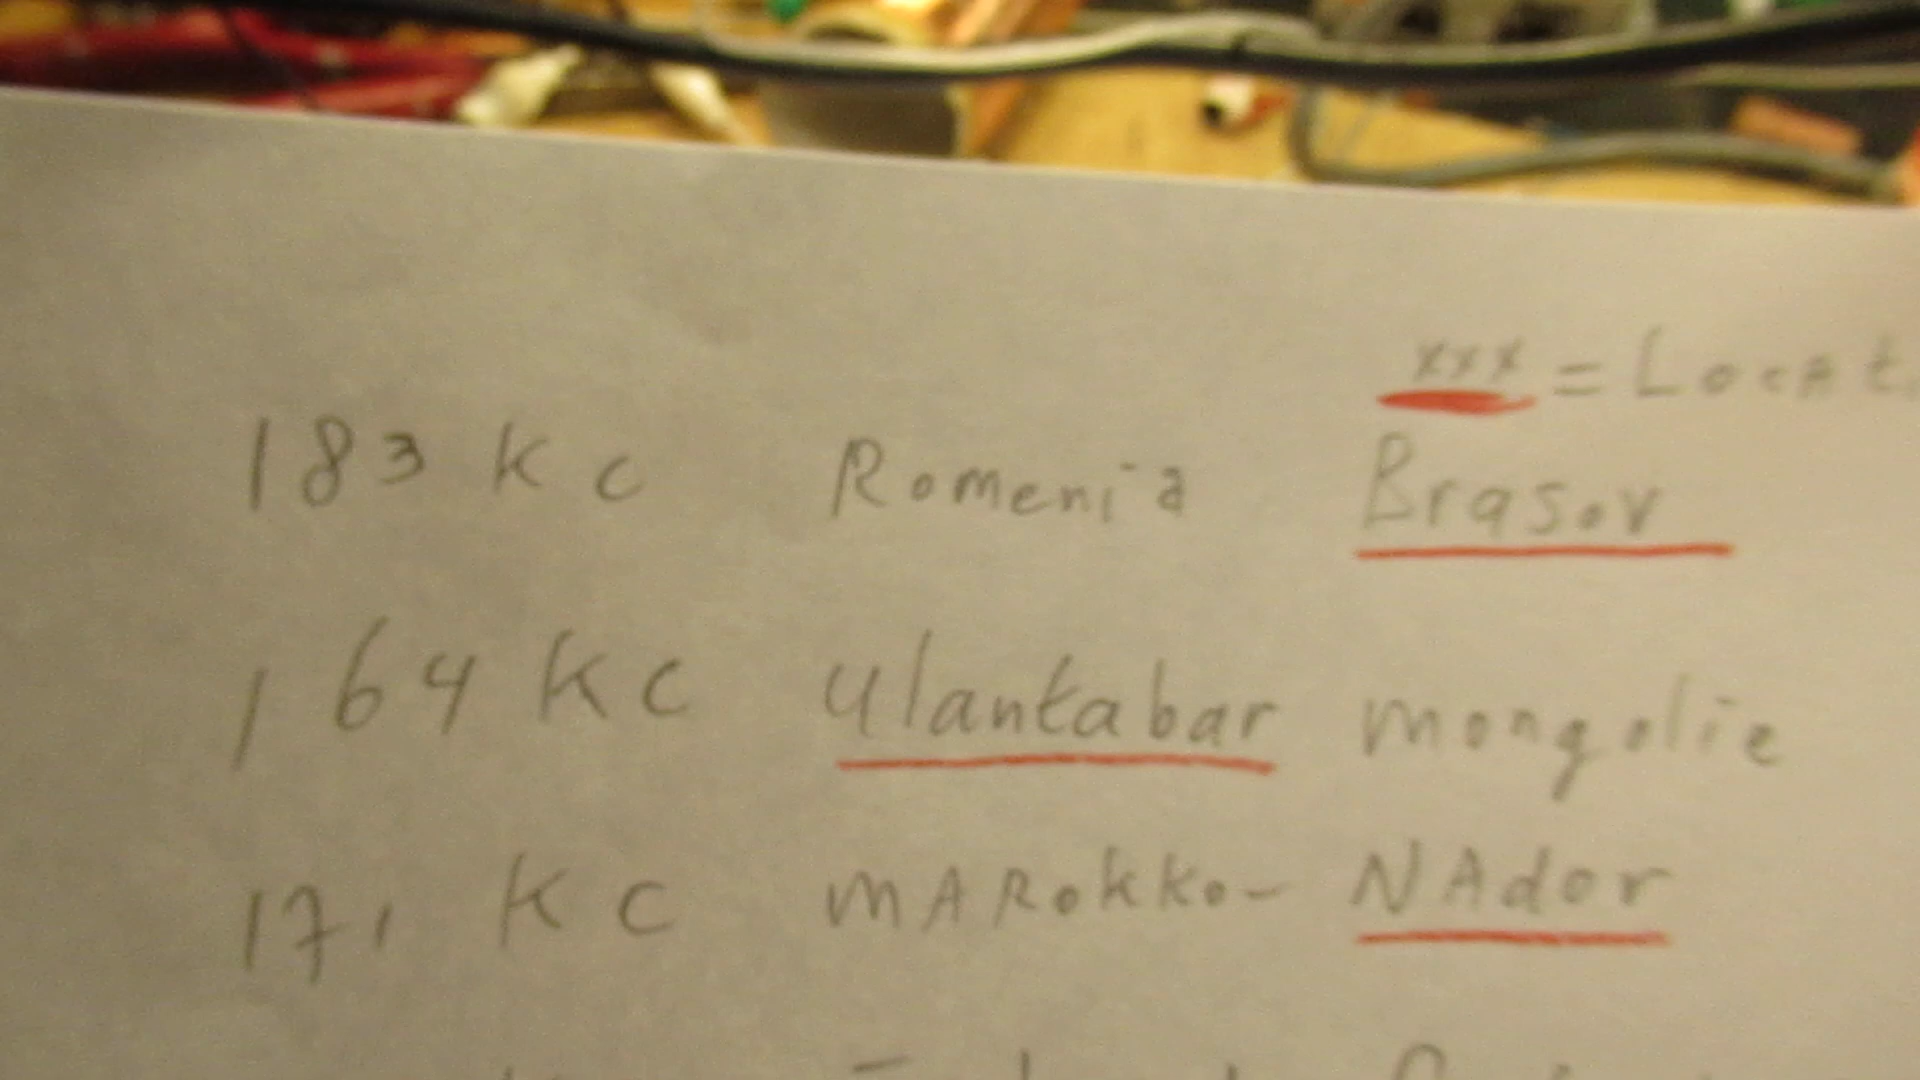 xxx = Locat.
183 KC Romenia Brasov
164 KC Ulantabar mongolie
171 KC MARokko- NAdor